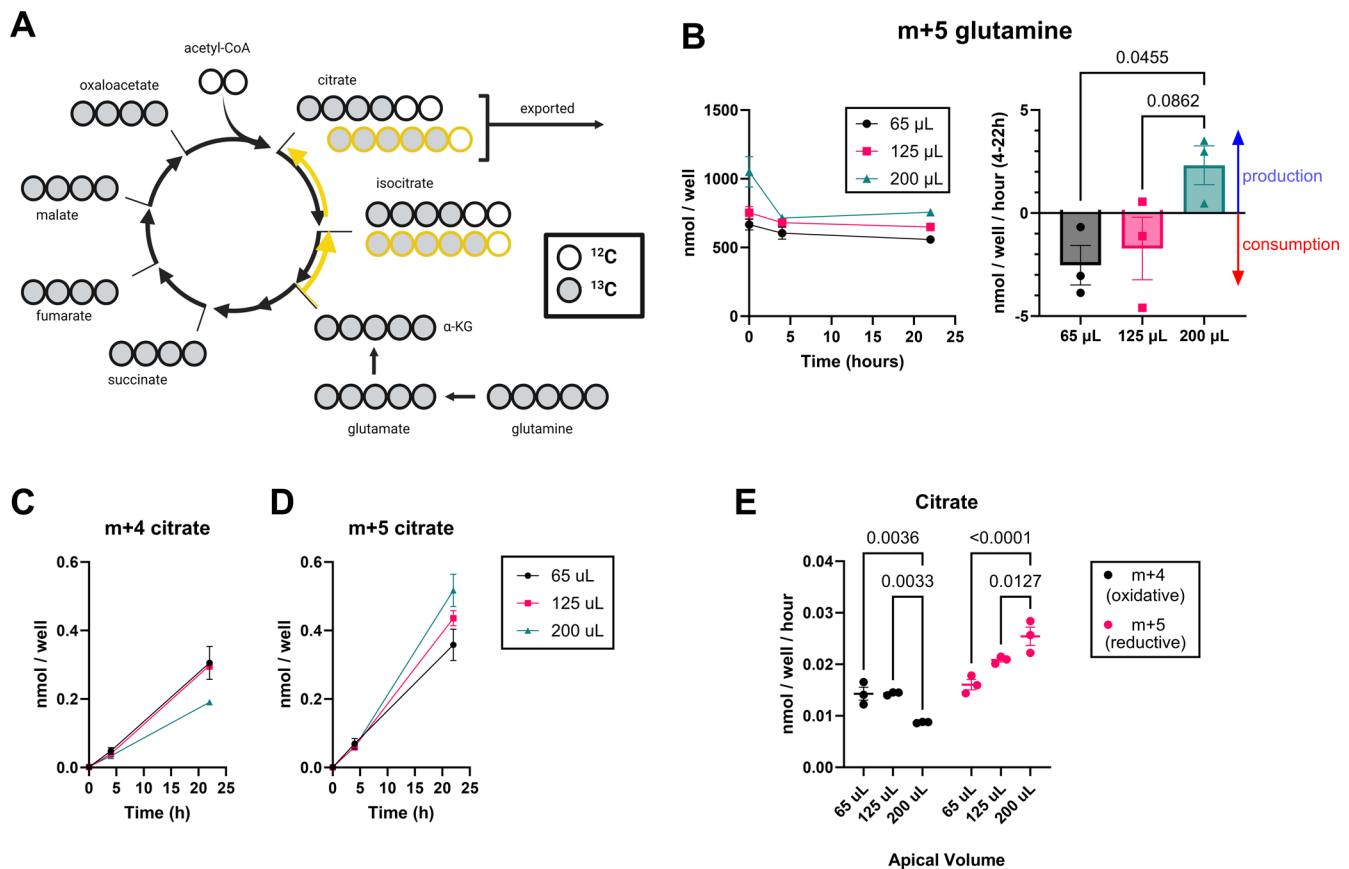 A
acetyl-CoA
oxaloacetate
citrate
exported
isocitrate
malate
¹²C
¹³C
fumarate
α-KG
succinate
glutamate
glutamine
B
m+5 glutamine
0.0455
0.0862
1500
1000
500
0
nmol / well
0 5 10 15 20 25
Time (hours)
65 µL
125 µL
200 µL
5
0
-5
nmol / well / hour (4-22h)
production
consumption
65 µL
125 µL
200 µL
C
m+4 citrate
0.6
0.4
0.2
0.0
nmol / well
0 5 10 15 20 25
Time (h)
D
m+5 citrate
0.6
0.4
0.2
0.0
nmol / well
0 5 10 15 20 25
Time (h)
65 uL
125 uL
200 uL
E
Citrate
0.0036
<0.0001
0.0033
0.0127
0.04
0.03
0.02
0.01
0.00
nmol / well / hour
65 uL
125 uL
200 uL
65 uL
125 uL
200 uL
Apical Volume
m+4
(oxidative)
m+5
(reductive)